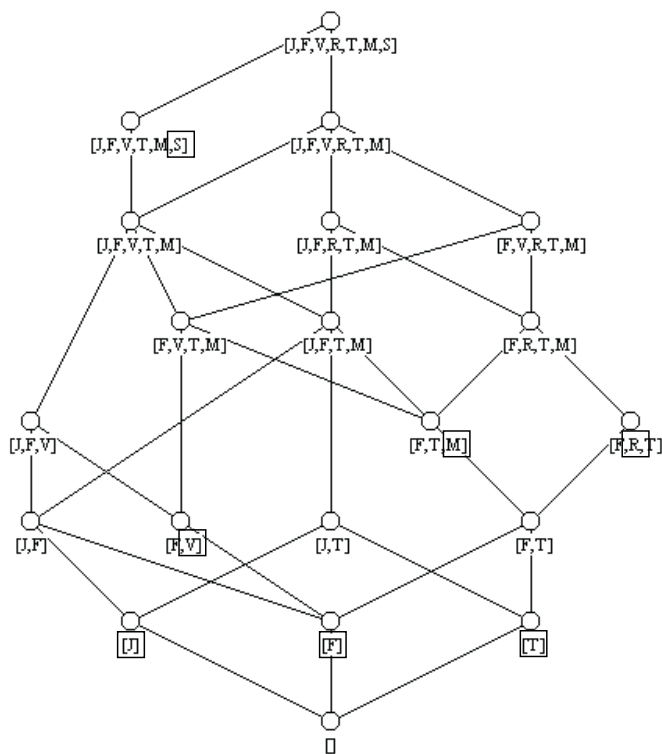 [J,F,V,R,T,M,S]
[J,F,V,T,M,S]
[J,F,V,R,T,M]
[J,F,V,T,M]
[J,F,R,T,M]
[F,V,R,T,M]
[F,V,T,M]
[J,F,T,M]
[F,R,T,M]
[J,F,V]
[F,T,M]
[F,R,T]
[J,F]
[F,V]
[J,T]
[F,T]
[J]
[F]
[T]
[]